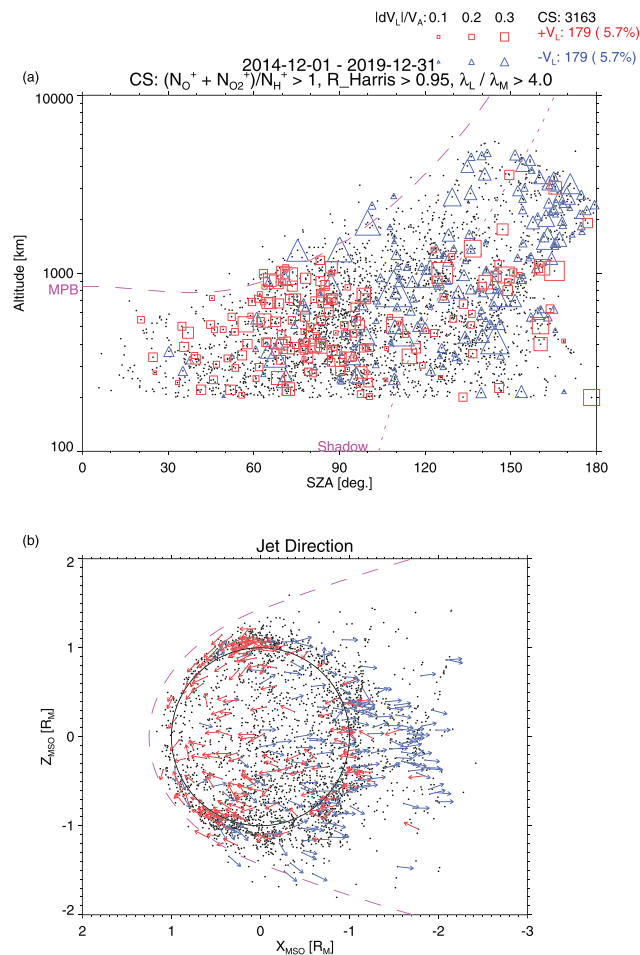 |dV_L|/V_A: 0.1 0.2 0.3 CS: 3163
+V_L: 179 ( 5.7%)
-V_L: 179 ( 5.7%)
2014-12-01 - 2019-12-31
(a)
CS: (N_O^+ + N_O2^+)/N_H^+ > 1, R_Harris > 0.95, λ_L / λ_M > 4.0
10000
1000
100
Altitude [km]
MPB
Shadow
0 30 60 90 120 150 180
SZA [deg.]
(b)
Jet Direction
2
1
0
-1
-2
Z_MSO [R_M]
2 1 0 -1 -2 -3
X_MSO [R_M]